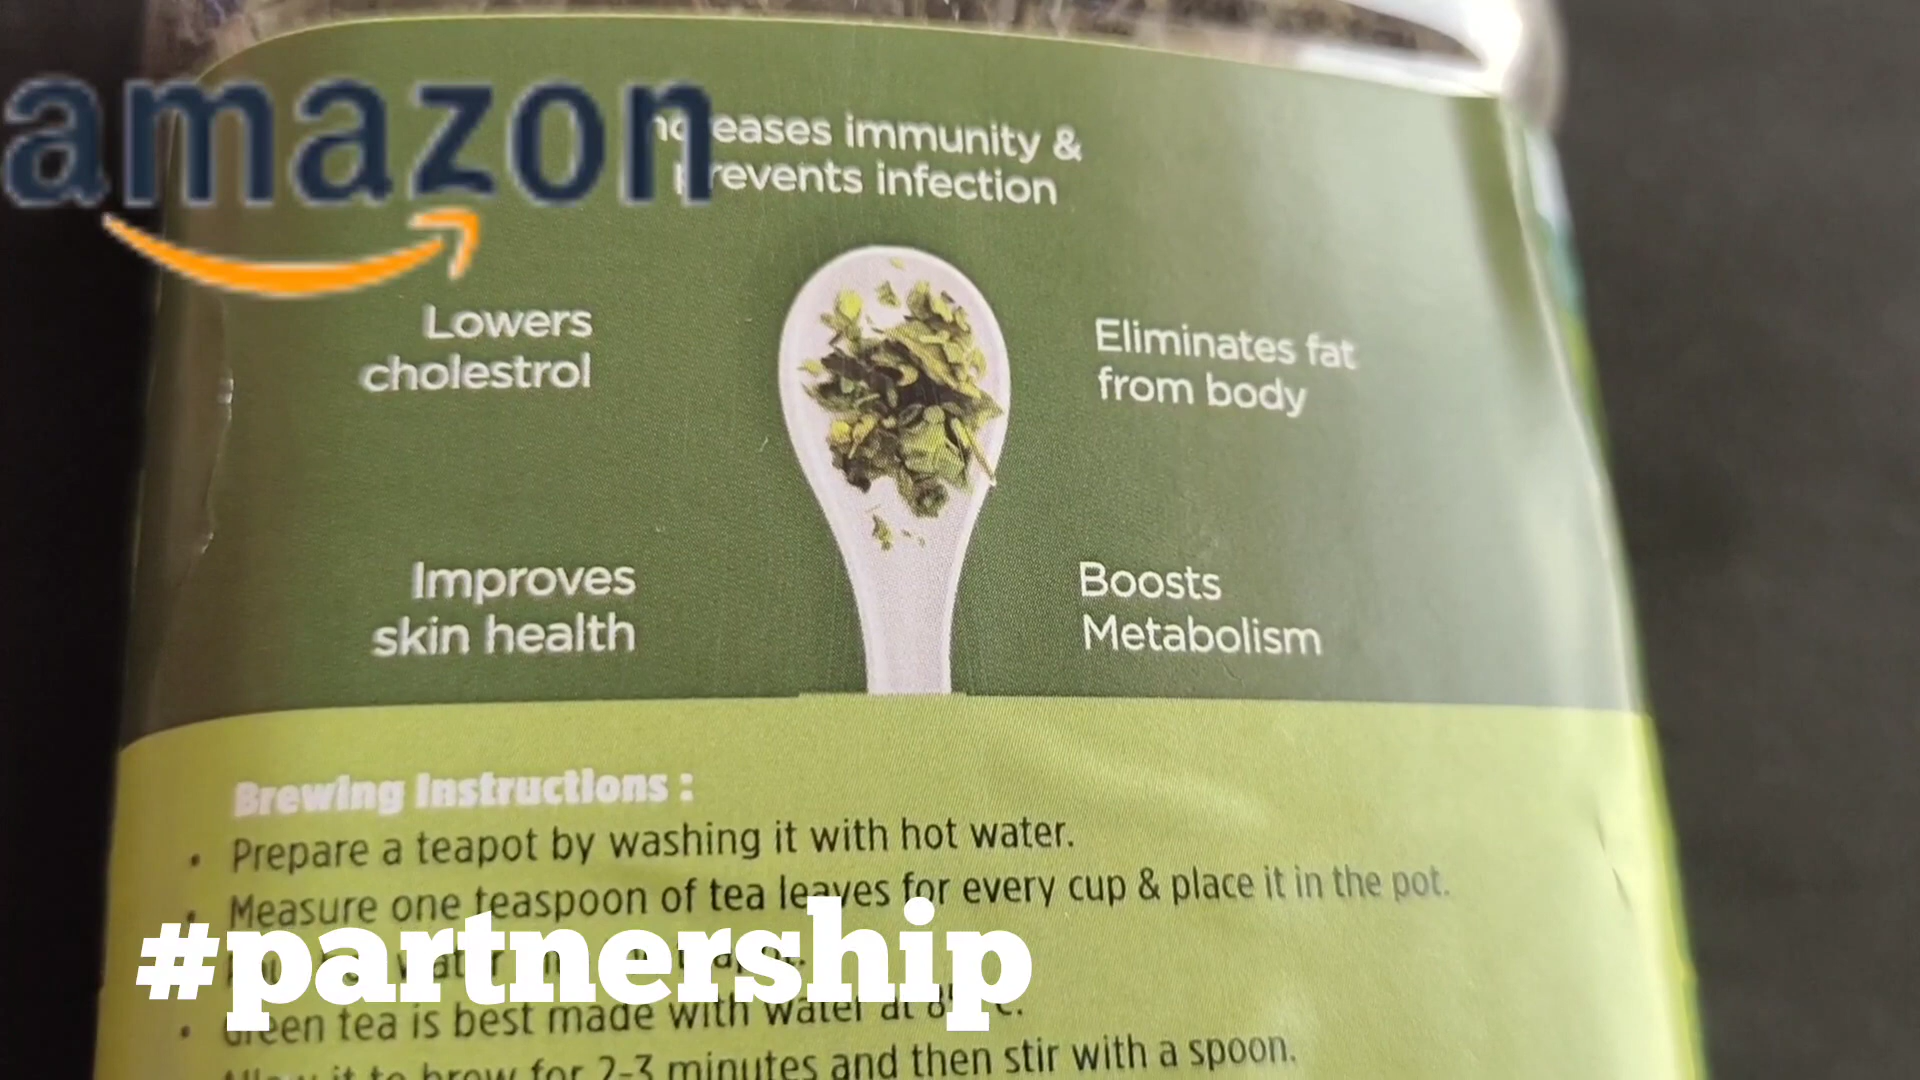 amazon
eases immunity &
revents infection
Lowers
cholestrol
Eliminates fat
from body
Improves
skin health
Boosts
Metabolism
Brewing Instructions :
• Prepare a teapot by washing it with hot water.
• Measure one teaspoon of tea leaves for every cup & place it in the pot.
#partnership
• Green tea is best made with water at
it to brew for 2-3 minutes and then stir with a spoon.